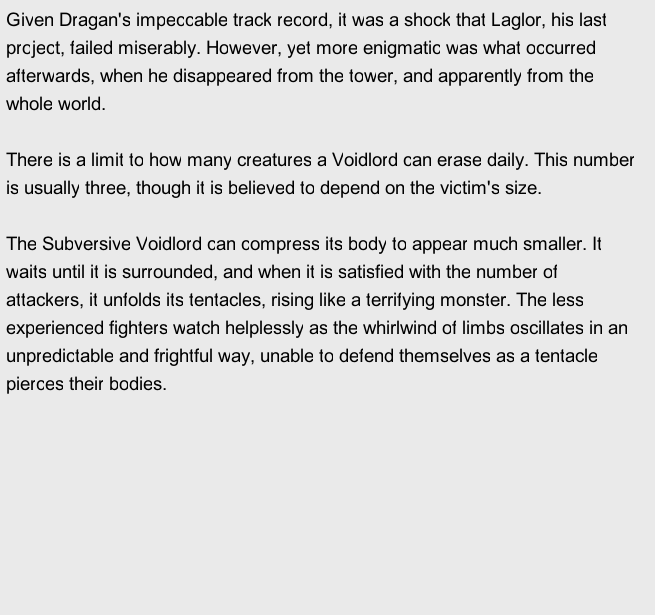 Given Dragan's impeccable track record, it was a shock that Laglor, his last
project, failed miserably. However, yet more enigmatic was what occurred
afterwards, when he disappeared from the tower, and apparently from the
whole world.

There is a limit to how many creatures a Voidlord can erase daily. This number
is usually three, though it is believed to depend on the victim's size.

The Subversive Voidlord can compress its body to appear much smaller. It
waits until it is surrounded, and when it is satisfied with the number of
attackers, it unfolds its tentacles, rising like a terrifying monster. The less
experienced fighters watch helplessly as the whirlwind of limbs oscillates in an
unpredictable and frightful way, unable to defend themselves as a tentacle
pierces their bodies.